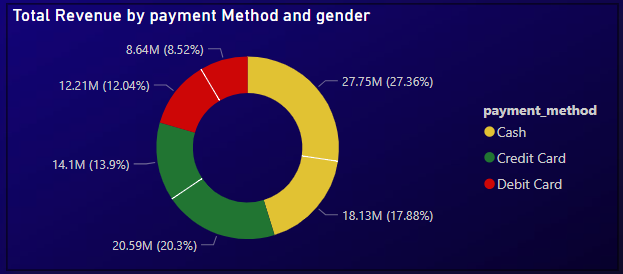 Total Revenue by payment Method and gender
8.64M (8.52%)
12.21M (12.04%)
27.75M (27.36%)
14.1M (13.9%)
18.13M (17.88%)
20.59M (20.3%)
payment_method
Cash
Credit Card
Debit Card